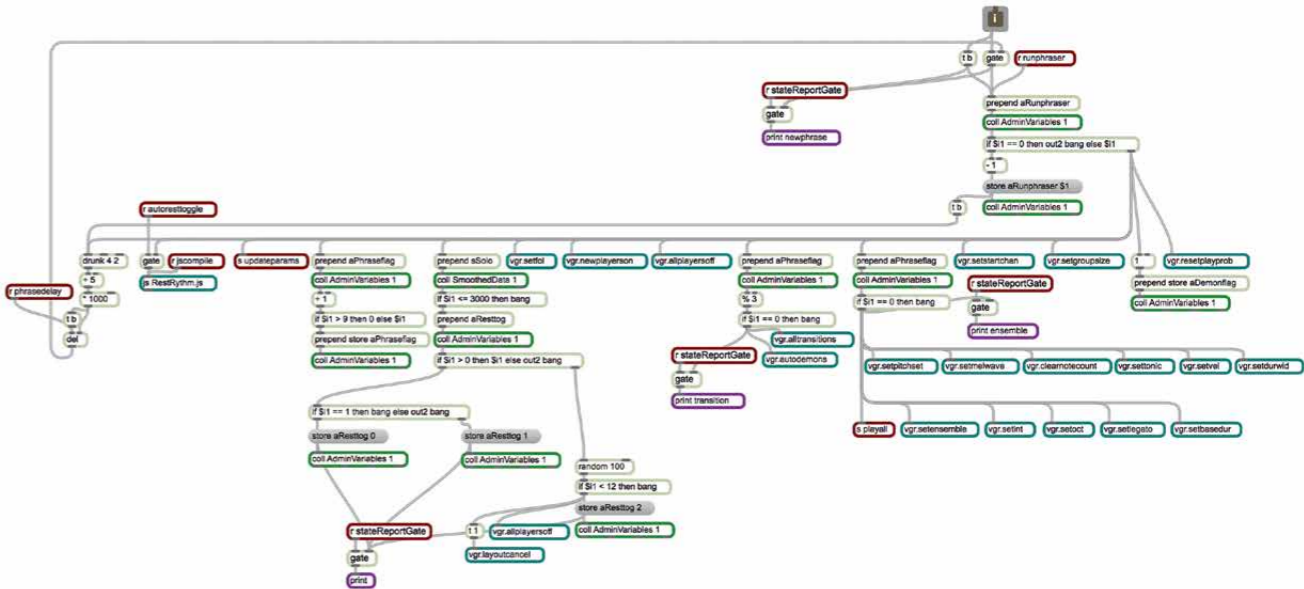 i
t b
gate
r runphraser
r stateReportGate
gate
print newphrase
prepend aRunphraser
coll AdminVariables 1
if $i1 == 0 then out2 bang else $i1
- 1
store aRunphraser $1
t b
coll AdminVariables 1
r autoresttoggle
drunk 4 2
gate
r jscompile
s updateparams
prepend aPhraseflag
prepend sSolo
vgr.setfol
vgr.newplayerson
vgr.allplayersoff
prepend aPhraseflag
prepend aPhraseflag
vgr.setstartchan
vgr.setgroupsize
1
vgr.resetplayprob
+ 5
js RestRythm.js
coll AdminVariables 1
coll SmoothedData 1
coll AdminVariables 1
coll AdminVariables 1
r stateReportGate
prepend store aDemonflag
r phrasedelay
* 1000
+ 1
if $i1 <= 3000 then bang
% 3
if $i1 == 0 then bang
gate
coll AdminVariables 1
t b
if $i1 > 9 then 0 else $i1
prepend aResttog
if $i1 == 0 then bang
print ensemble
del
prepend store aPhraseflag
coll AdminVariables 1
vgr.alltransitions
coll AdminVariables 1
if $i1 > 0 then $i1 else out2 bang
r stateReportGate
vgr.autodemons
vgr.setpitchset
vgr.setmelwave
vgr.clearnotecount
vgr.settonic
vgr.setvel
vgr.setdurwid
gate
print transition
if $i1 == 1 then bang else out2 bang
store aResttog 0
store aResttog 1
s playall
vgr.setensemble
vgr.setint
vgr.setoct
vgr.setlegato
vgr.setbasedur
coll AdminVariables 1
coll AdminVariables 1
random 100
if $i1 < 12 then bang
store aResttog 2
r stateReportGate
t 1
vgr.allplayersoff
coll AdminVariables 1
gate
vgr.layoutcancel
print